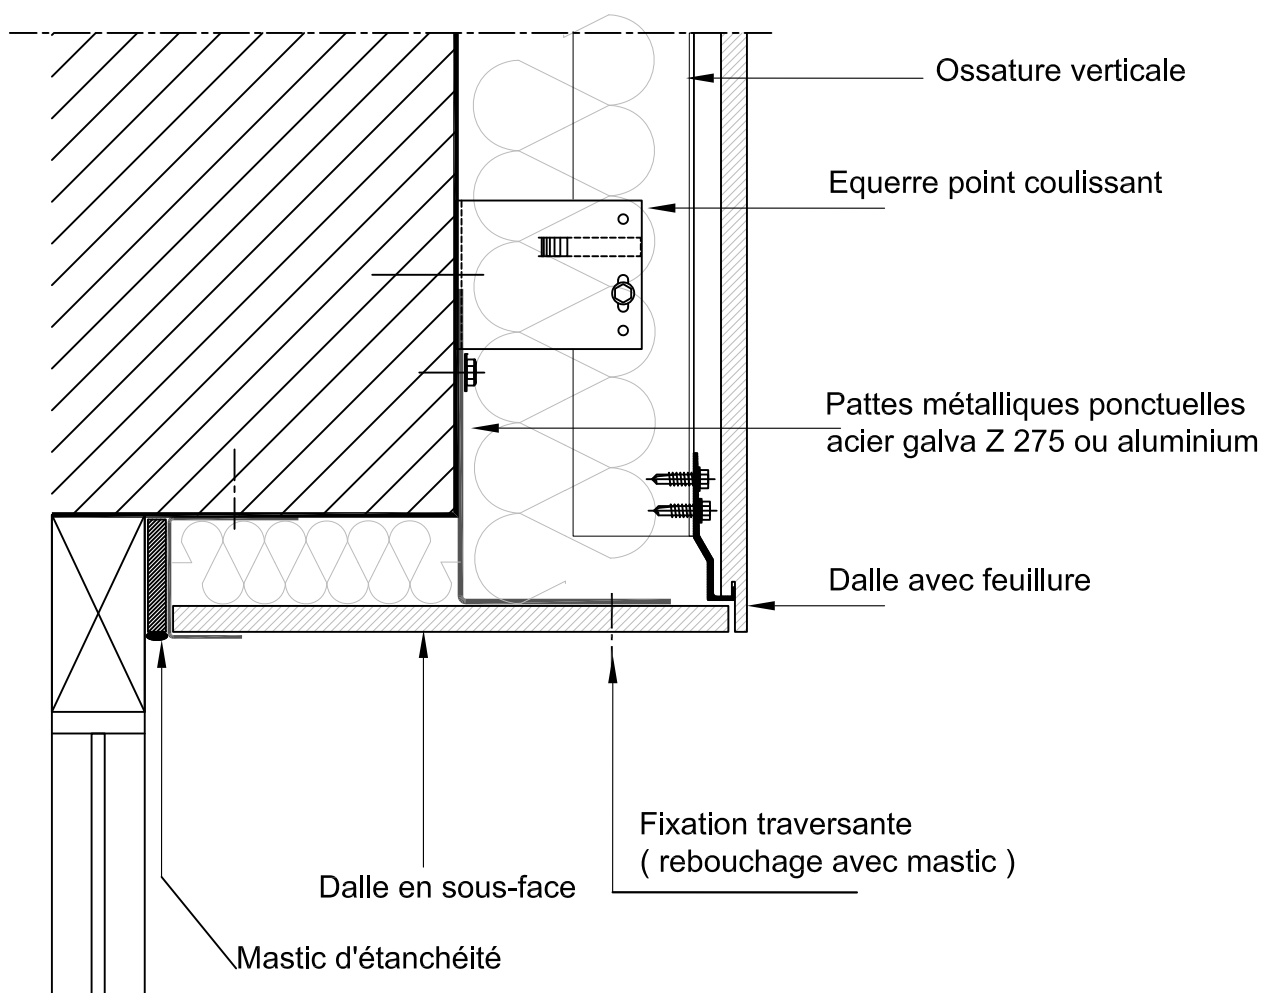 Ossature verticale
Equerre point coulissant
Pattes métalliques ponctuelles
acier galva Z 275 ou aluminium
Dalle avec feuillure
Fixation traversante
( rebouchage avec mastic )
Dalle en sous-face
Mastic d'étanchéité